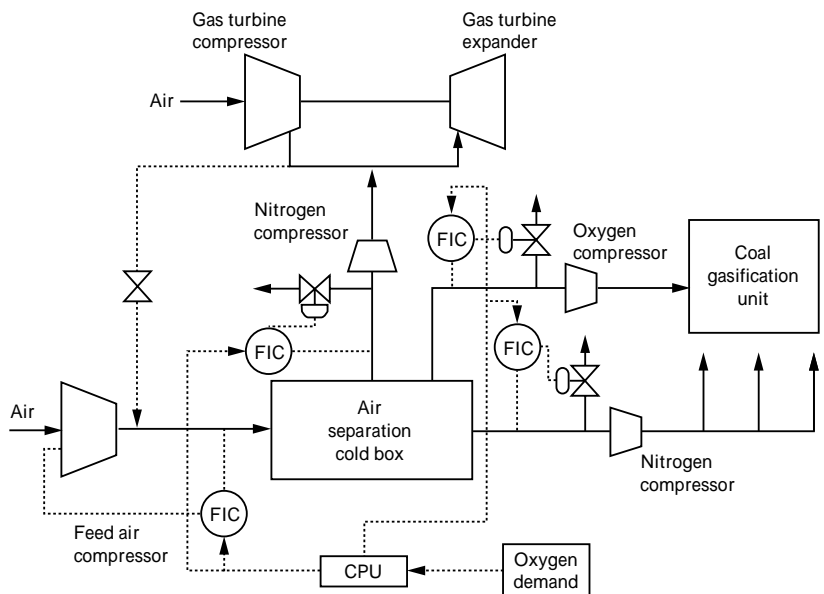 Gas turbine
compressor
Gas turbine
expander
Air
Nitrogen
compressor
FIC
Oxygen
compressor
Coal
gasification
unit
FIC
FIC
Air
Air
separation
cold box
Nitrogen
compressor
FIC
Feed air
compressor
CPU
Oxygen
demand